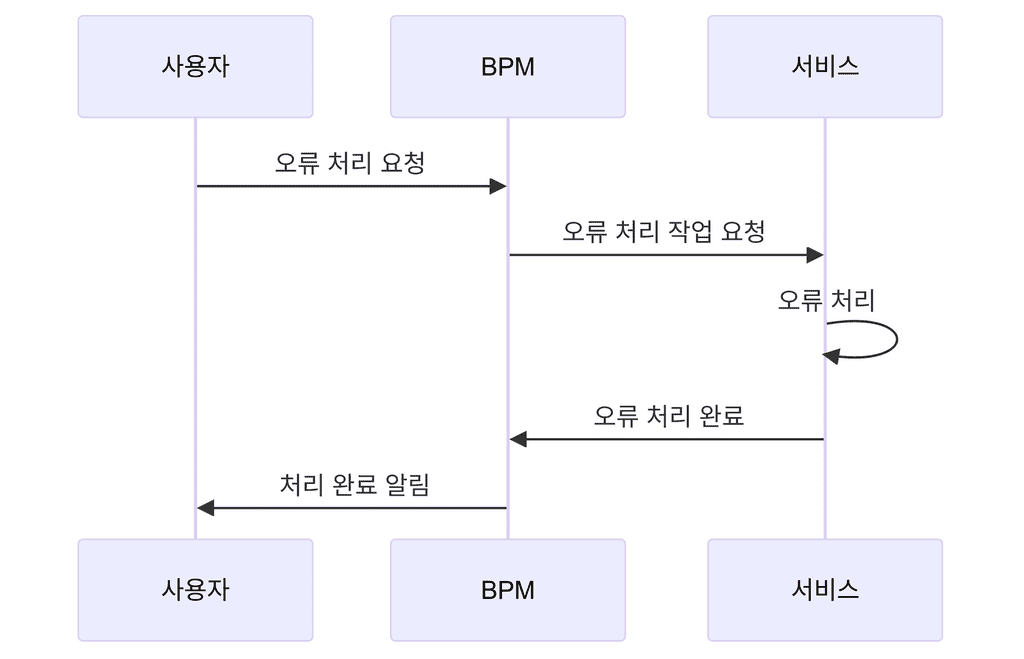 사용자
BPM
서비스
오류 처리 요청
오류 처리 작업 요청
오류 처리
오류 처리 완료
처리 완료 알림
사용자
BPM
서비스